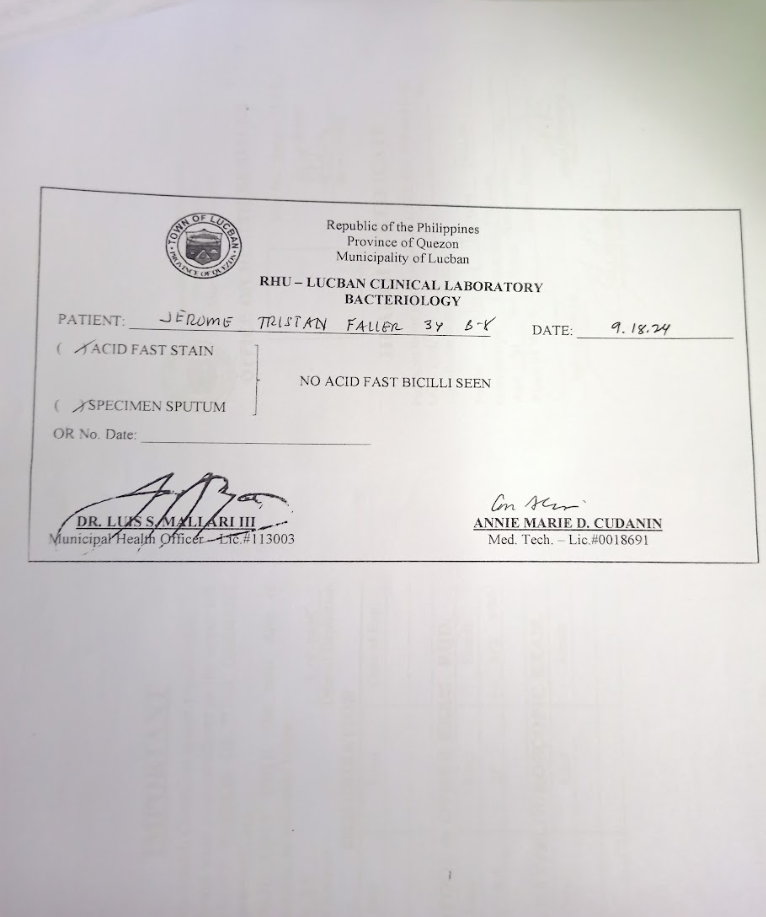 TOWN OF LUCBAN
PROVINCE OF QUEZON
Republic of the Philippines
Province of Quezon
Municipality of Lucban
RHU – LUCBAN CLINICAL LABORATORY
BACTERIOLOGY
PATIENT: JEROME TRISTAN FALLER 34 DATE: 9.18.24
( ) ACID FAST STAIN
NO ACID FAST BICILLI SEEN
( ) SPECIMEN SPUTUM
OR No. Date:
DR. LUIS S. MALLARI III
Municipal Health Officer – Lic.#113003
ANNIE MARIE D. CUDANIN
Med. Tech. – Lic.#0018691